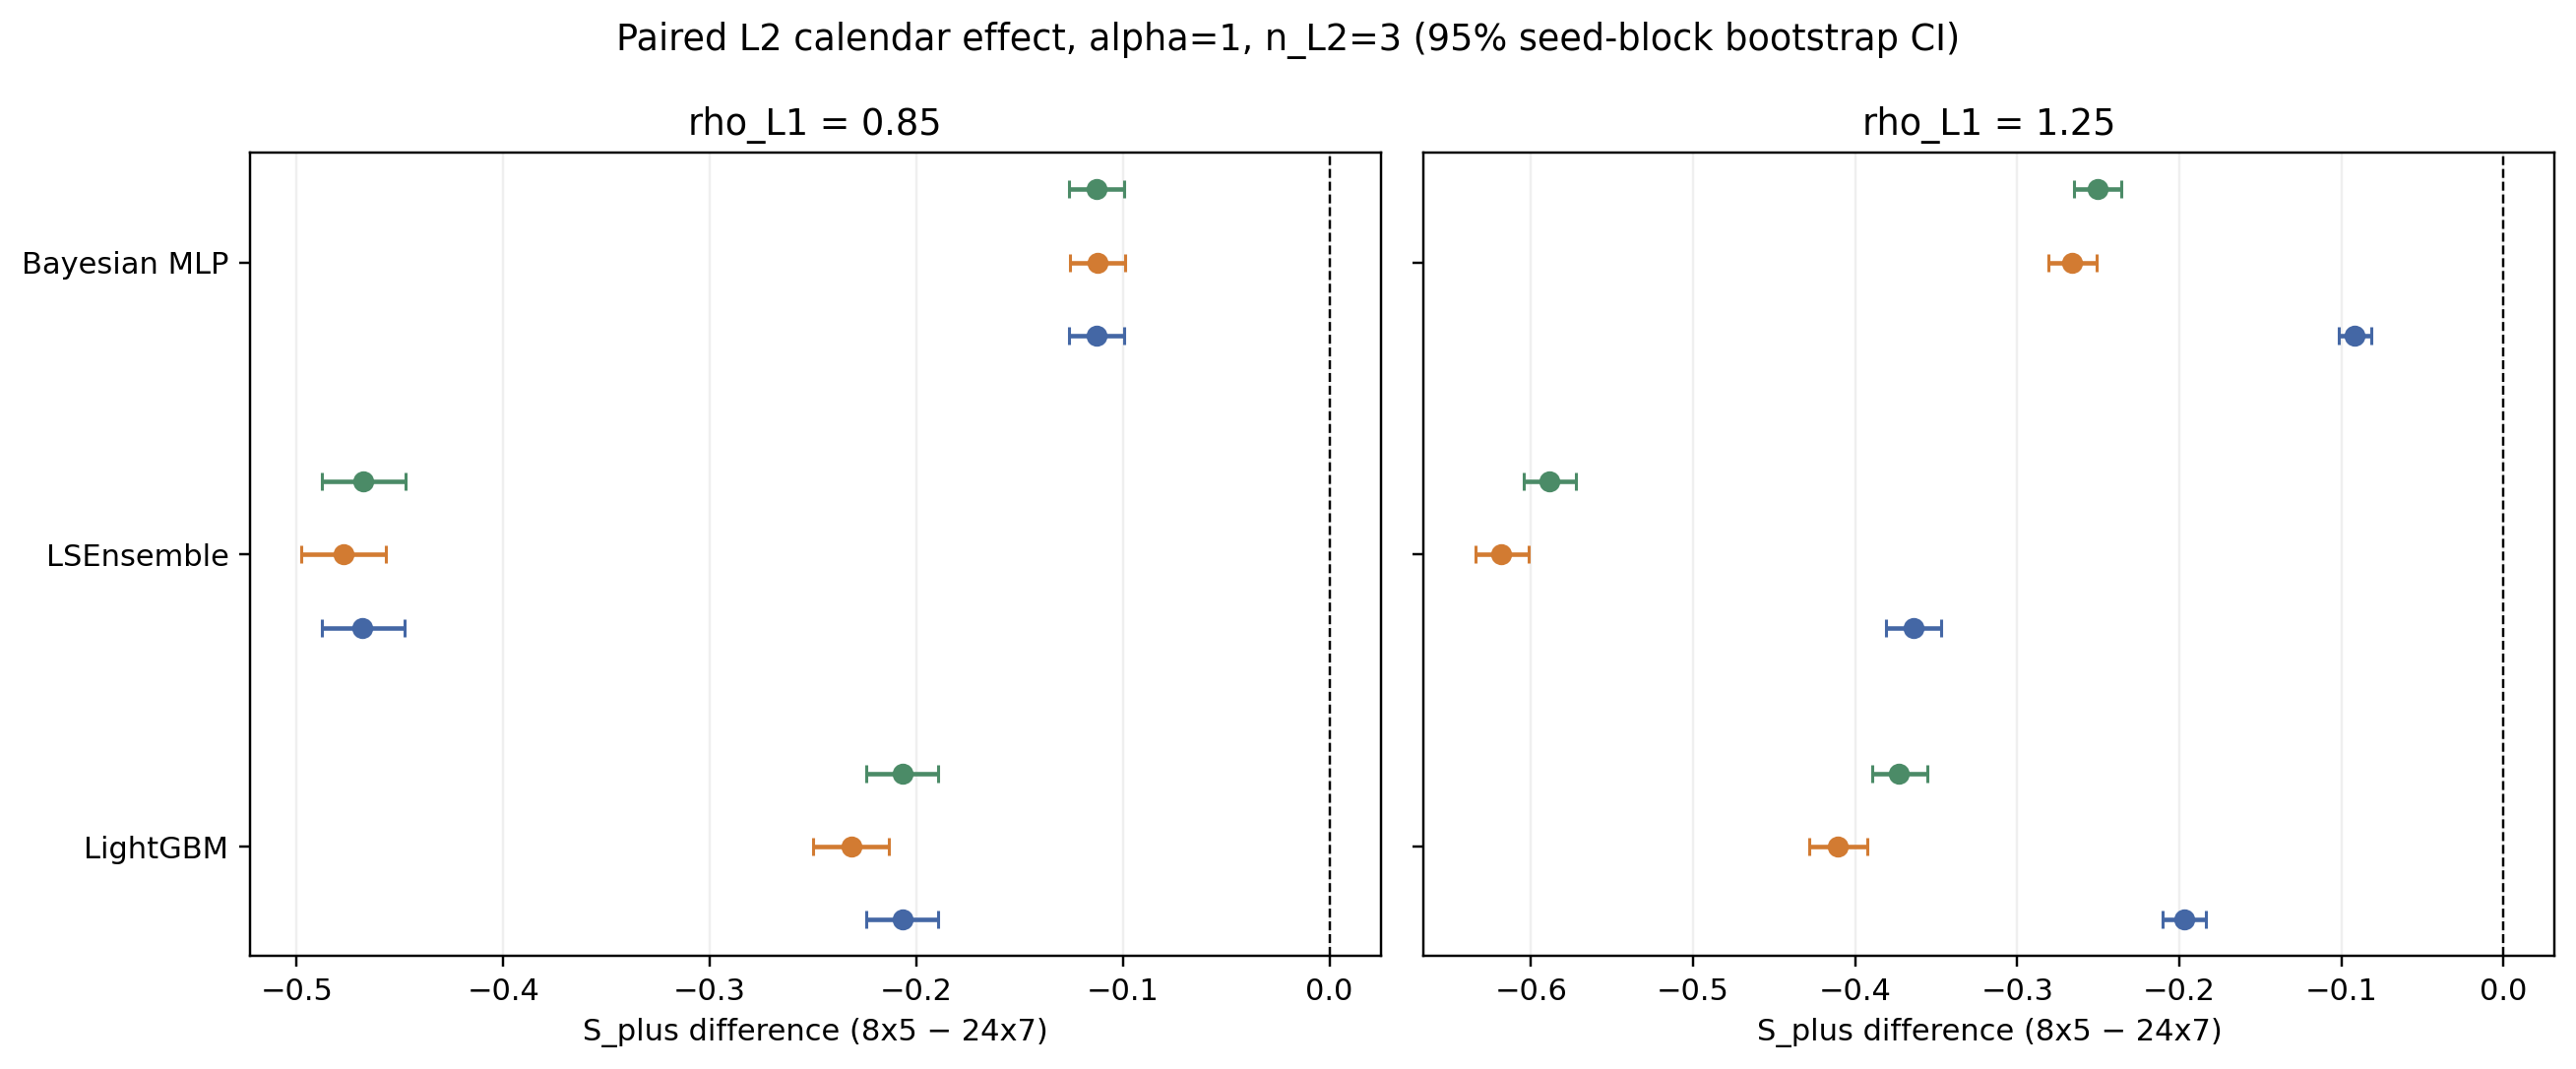 Paired L2 calendar effect, alpha=1, n_L2=3 (95% seed-block bootstrap CI)
rho_L1 = 0.85
rho_L1 = 1.25
Bayesian MLP
LSEnsemble
LightGBM
−0.5 −0.4 −0.3 −0.2 −0.1 0.0
−0.6 −0.5 −0.4 −0.3 −0.2 −0.1 0.0
S_plus difference (8x5 − 24x7)
S_plus difference (8x5 − 24x7)